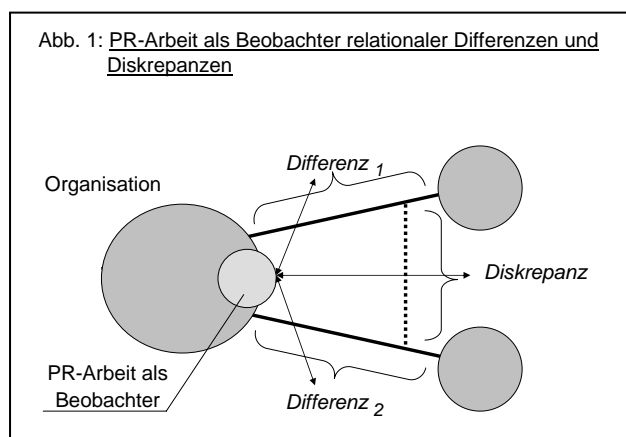 Abb. 1: PR-Arbeit als Beobachter relationaler Differenzen und
Diskrepanzen
Differenz 1
Organisation
Diskrepanz
PR-Arbeit als
Beobachter
Differenz 2